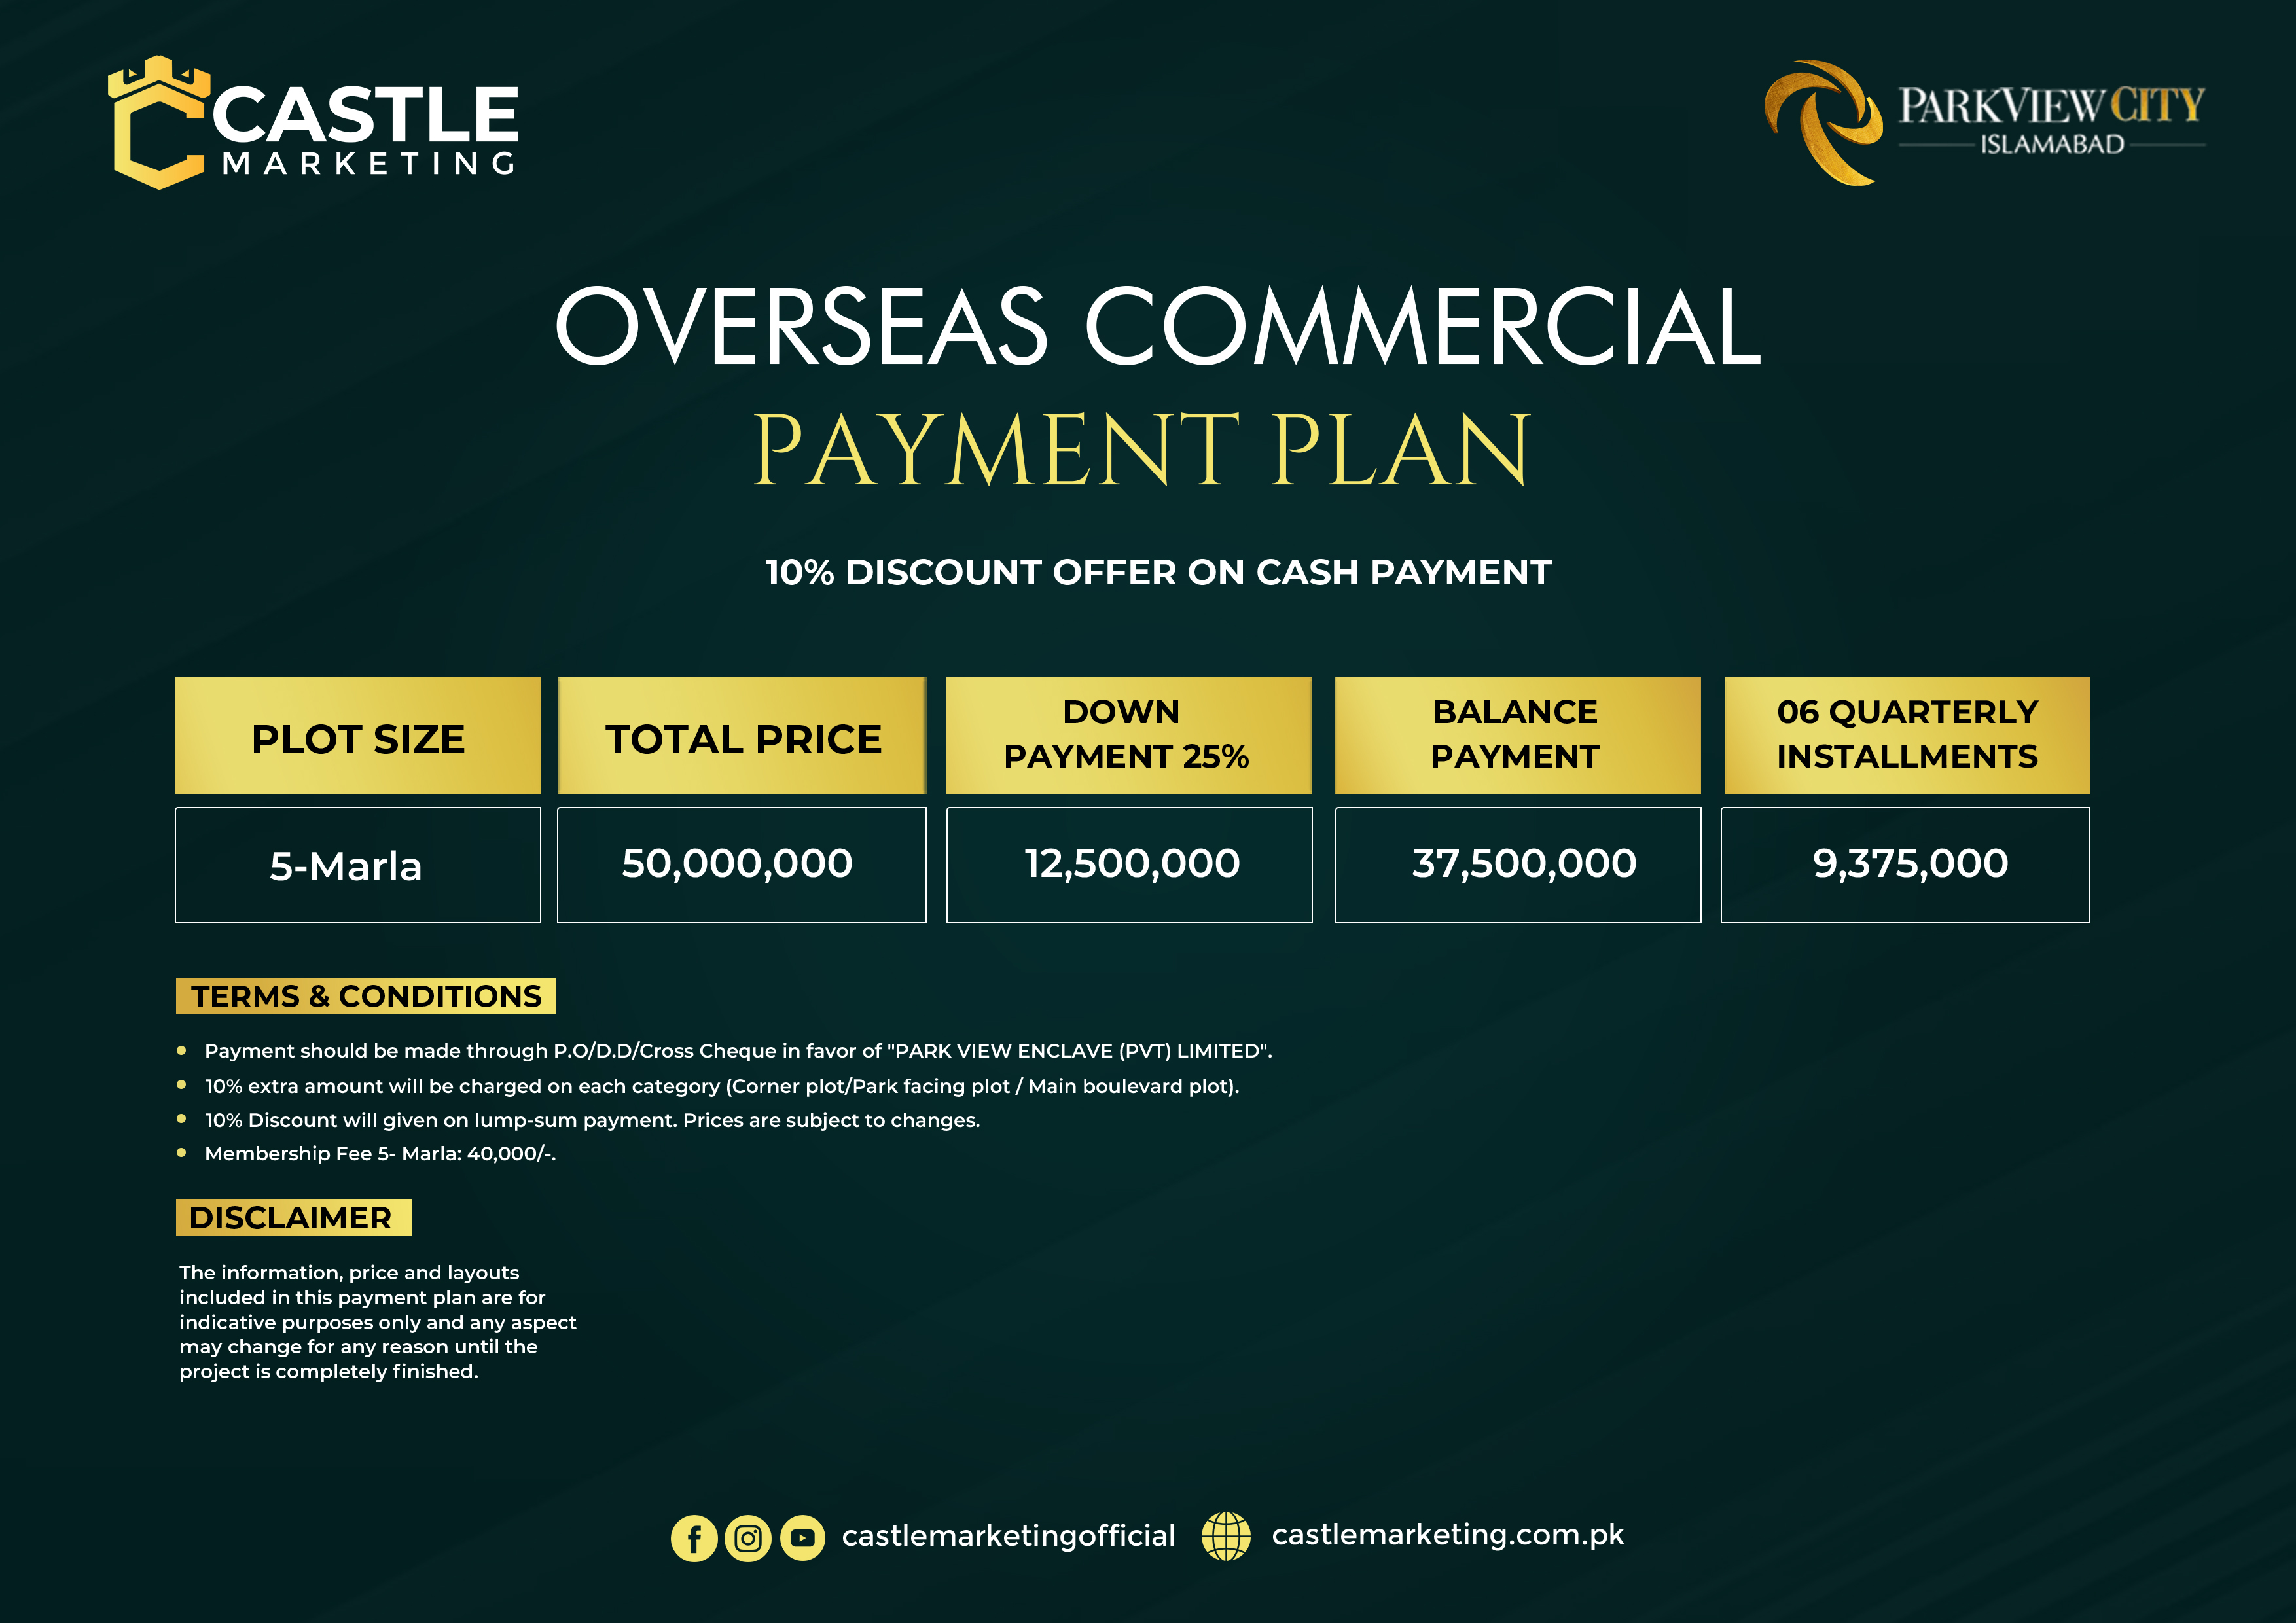 CASTLE
MARKETING
PARKVIEW CITY
ISLAMABAD
OVERSEAS COMMERCIAL
PAYMENT PLAN
10% DISCOUNT OFFER ON CASH PAYMENT
PLOT SIZE
TOTAL PRICE
DOWN
PAYMENT 25%
BALANCE
PAYMENT
06 QUARTERLY
INSTALLMENTS
5-Marla
50,000,000
12,500,000
37,500,000
9,375,000
TERMS & CONDITIONS
Payment should be made through P.O/D.D/Cross Cheque in favor of "PARK VIEW ENCLAVE (PVT) LIMITED".
10% extra amount will be charged on each category (Corner plot/Park facing plot / Main boulevard plot).
10% Discount will given on lump-sum payment. Prices are subject to changes.
Membership Fee 5- Marla: 40,000/-.
DISCLAIMER
The information, price and layouts
included in this payment plan are for
indicative purposes only and any aspect
may change for any reason until the
project is completely finished.
castlemarketingofficial
castlemarketing.com.pk